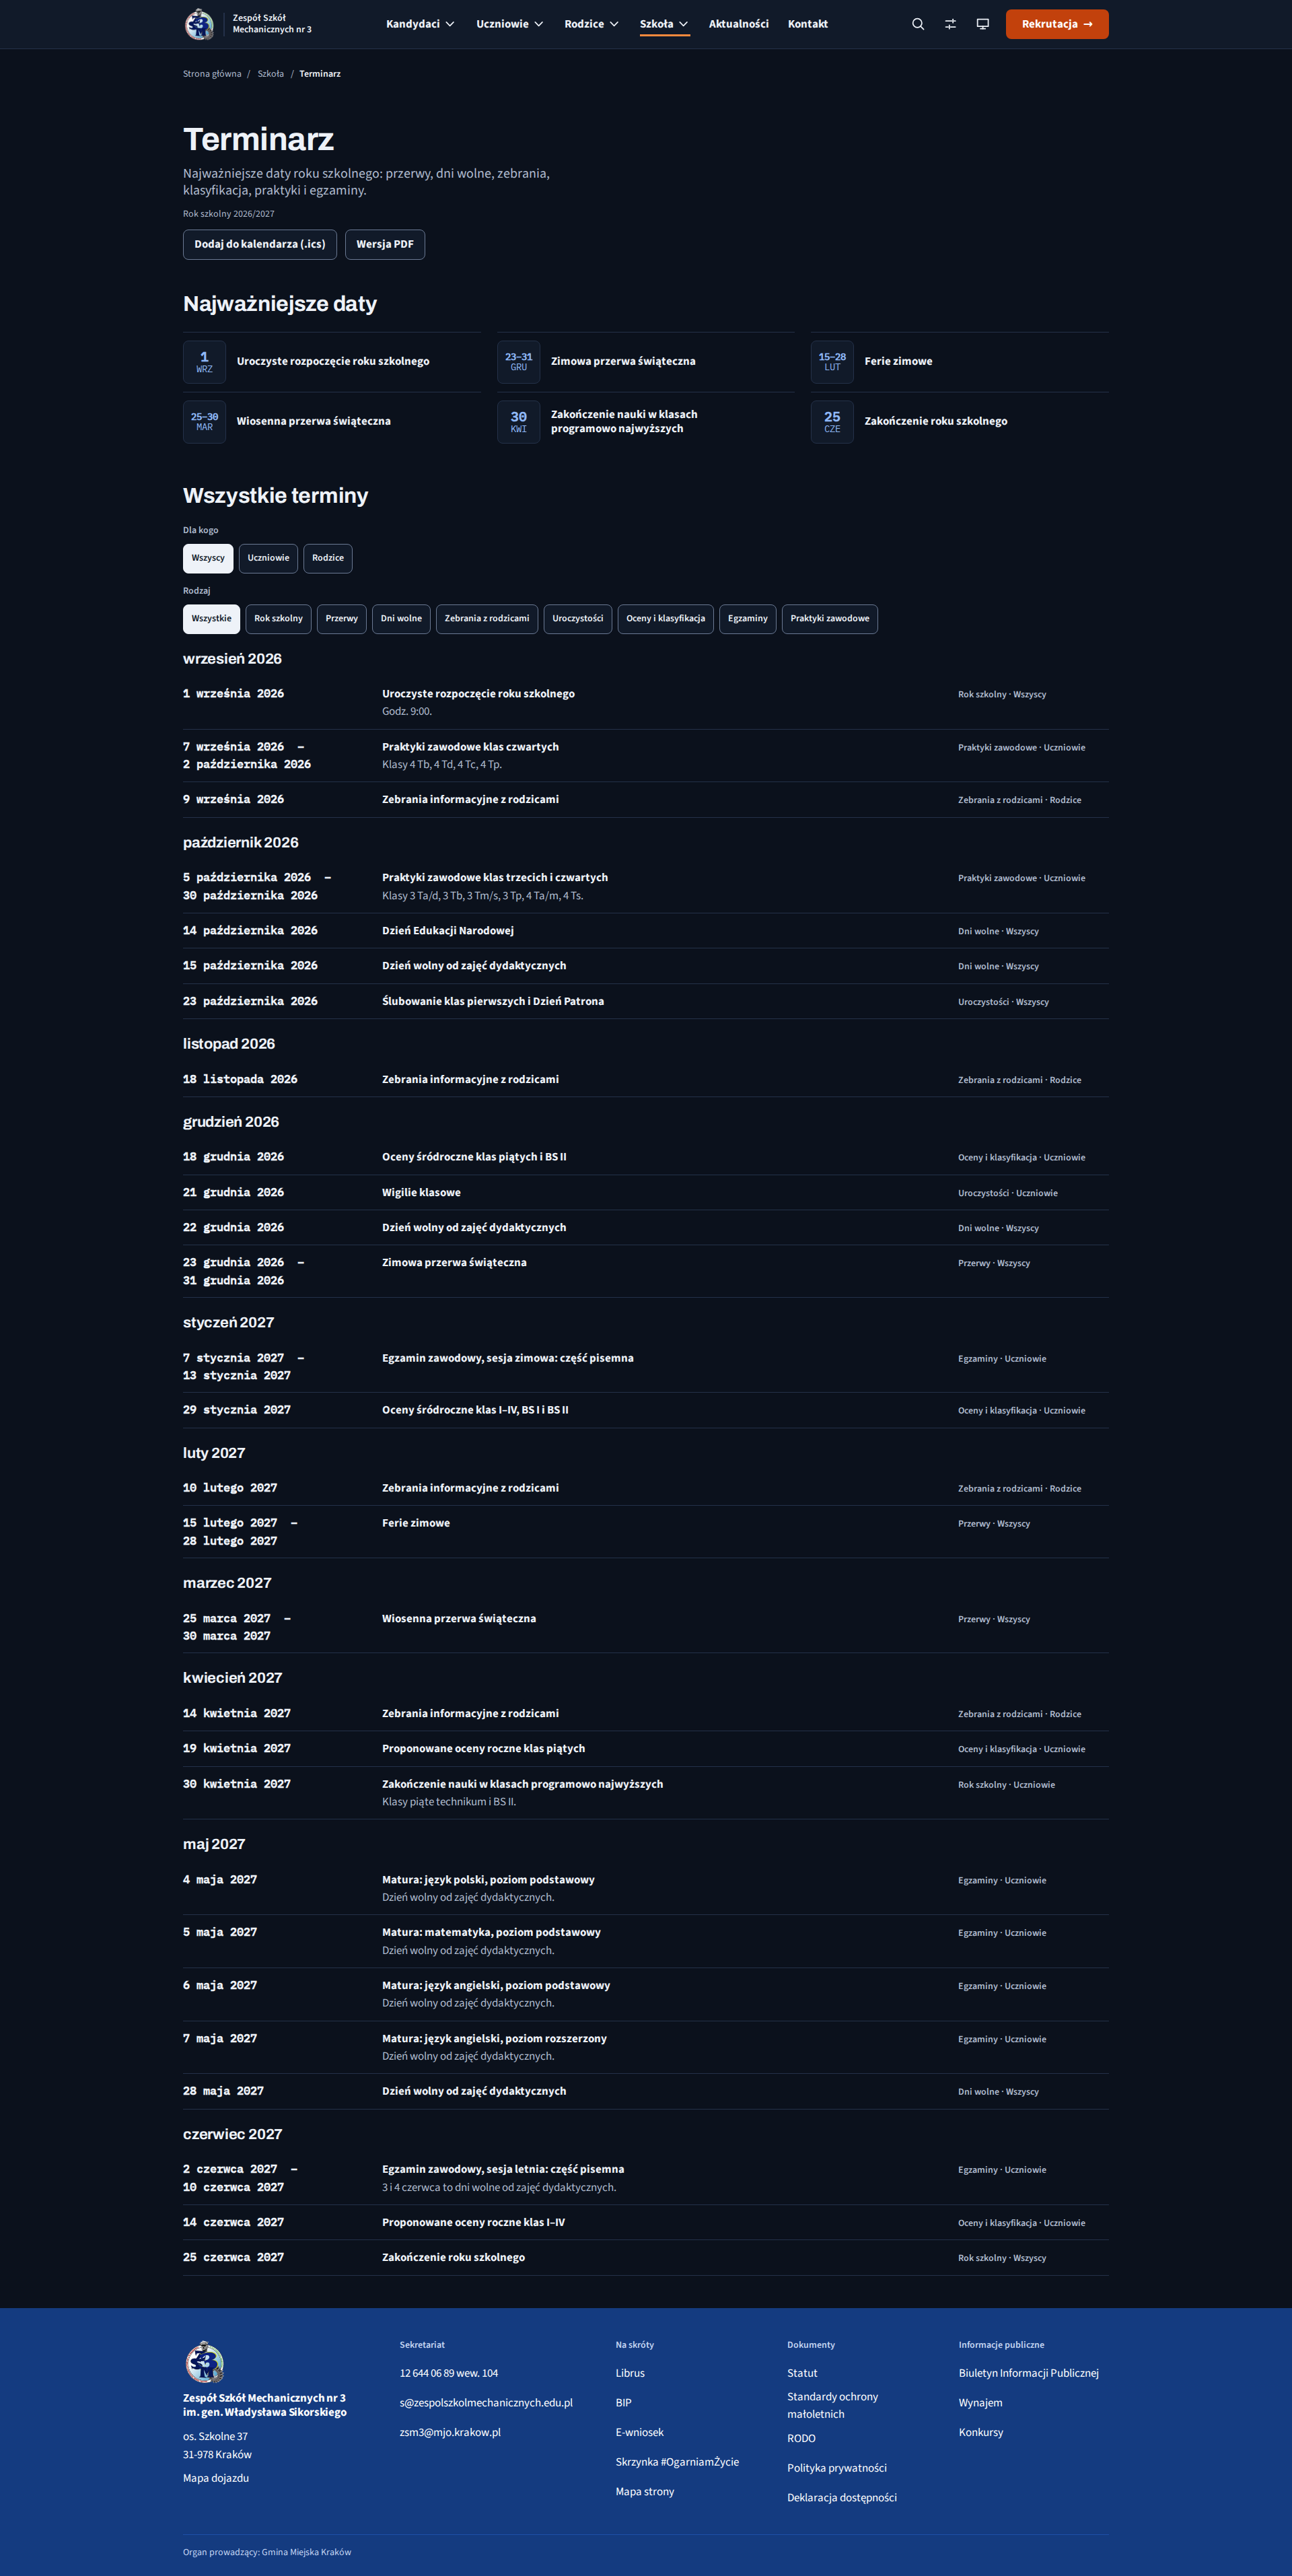 Zespół Szkół
Mechanicznych nr 3
Kandydaci
Uczniowie
Rodzice
Szkoła
Aktualności
Kontakt
Rekrutacja →
Strona główna / Szkoła / Terminarz
Terminarz
Najważniejsze daty roku szkolnego: przerwy, dni wolne, zebrania,
klasyfikacja, praktyki i egzaminy.
Rok szkolny 2026/2027
Dodaj do kalendarza (.ics)
Wersja PDF
Najważniejsze daty
1
WRZ
Uroczyste rozpoczęcie roku szkolnego
23–31
GRU
Zimowa przerwa świąteczna
15–28
LUT
Ferie zimowe
25–30
MAR
Wiosenna przerwa świąteczna
30
KWI
Zakończenie nauki w klasach
programowo najwyższych
25
CZE
Zakończenie roku szkolnego
Wszystkie terminy
Dla kogo
Wszyscy
Uczniowie
Rodzice
Rodzaj
Wszystkie
Rok szkolny
Przerwy
Dni wolne
Zebrania z rodzicami
Uroczystości
Oceny i klasyfikacja
Egzaminy
Praktyki zawodowe
wrzesień 2026
1 września 2026
Uroczyste rozpoczęcie roku szkolnego
Godz. 9:00.
Rok szkolny · Wszyscy
7 września 2026 –
2 października 2026
Praktyki zawodowe klas czwartych
Klasy 4 Tb, 4 Td, 4 Tc, 4 Tp.
Praktyki zawodowe · Uczniowie
9 września 2026
Zebrania informacyjne z rodzicami
Zebrania z rodzicami · Rodzice
październik 2026
5 października 2026 –
30 października 2026
Praktyki zawodowe klas trzecich i czwartych
Klasy 3 Ta/d, 3 Tb, 3 Tm/s, 3 Tp, 4 Ta/m, 4 Ts.
Praktyki zawodowe · Uczniowie
14 października 2026
Dzień Edukacji Narodowej
Dni wolne · Wszyscy
15 października 2026
Dzień wolny od zajęć dydaktycznych
Dni wolne · Wszyscy
23 października 2026
Ślubowanie klas pierwszych i Dzień Patrona
Uroczystości · Wszyscy
listopad 2026
18 listopada 2026
Zebrania informacyjne z rodzicami
Zebrania z rodzicami · Rodzice
grudzień 2026
18 grudnia 2026
Oceny śródroczne klas piątych i BS II
Oceny i klasyfikacja · Uczniowie
21 grudnia 2026
Wigilie klasowe
Uroczystości · Uczniowie
22 grudnia 2026
Dzień wolny od zajęć dydaktycznych
Dni wolne · Wszyscy
23 grudnia 2026 –
31 grudnia 2026
Zimowa przerwa świąteczna
Przerwy · Wszyscy
styczeń 2027
7 stycznia 2027 –
13 stycznia 2027
Egzamin zawodowy, sesja zimowa: część pisemna
Egzaminy · Uczniowie
29 stycznia 2027
Oceny śródroczne klas I–IV, BS I i BS II
Oceny i klasyfikacja · Uczniowie
luty 2027
10 lutego 2027
Zebrania informacyjne z rodzicami
Zebrania z rodzicami · Rodzice
15 lutego 2027 –
28 lutego 2027
Ferie zimowe
Przerwy · Wszyscy
marzec 2027
25 marca 2027 –
30 marca 2027
Wiosenna przerwa świąteczna
Przerwy · Wszyscy
kwiecień 2027
14 kwietnia 2027
Zebrania informacyjne z rodzicami
Zebrania z rodzicami · Rodzice
19 kwietnia 2027
Proponowane oceny roczne klas piątych
Oceny i klasyfikacja · Uczniowie
30 kwietnia 2027
Zakończenie nauki w klasach programowo najwyższych
Klasy piąte technikum i BS II.
Rok szkolny · Uczniowie
maj 2027
4 maja 2027
Matura: język polski, poziom podstawowy
Dzień wolny od zajęć dydaktycznych.
Egzaminy · Uczniowie
5 maja 2027
Matura: matematyka, poziom podstawowy
Dzień wolny od zajęć dydaktycznych.
Egzaminy · Uczniowie
6 maja 2027
Matura: język angielski, poziom podstawowy
Dzień wolny od zajęć dydaktycznych.
Egzaminy · Uczniowie
7 maja 2027
Matura: język angielski, poziom rozszerzony
Dzień wolny od zajęć dydaktycznych.
Egzaminy · Uczniowie
28 maja 2027
Dzień wolny od zajęć dydaktycznych
Dni wolne · Wszyscy
czerwiec 2027
2 czerwca 2027 –
10 czerwca 2027
Egzamin zawodowy, sesja letnia: część pisemna
3 i 4 czerwca to dni wolne od zajęć dydaktycznych.
Egzaminy · Uczniowie
14 czerwca 2027
Proponowane oceny roczne klas I–IV
Oceny i klasyfikacja · Uczniowie
25 czerwca 2027
Zakończenie roku szkolnego
Rok szkolny · Wszyscy
Zespół Szkół Mechanicznych nr 3
im. gen. Władysława Sikorskiego
os. Szkolne 37
31-978 Kraków
Mapa dojazdu
Sekretariat
12 644 06 89 wew. 104
s@zespolszkolmechanicznych.edu.pl
zsm3@mjo.krakow.pl
Na skróty
Librus
BIP
E-wniosek
Skrzynka #OgarniamŻycie
Mapa strony
Dokumenty
Statut
Standardy ochrony
małoletnich
RODO
Polityka prywatności
Deklaracja dostępności
Informacje publiczne
Biuletyn Informacji Publicznej
Wynajem
Konkursy
Organ prowadzący: Gmina Miejska Kraków